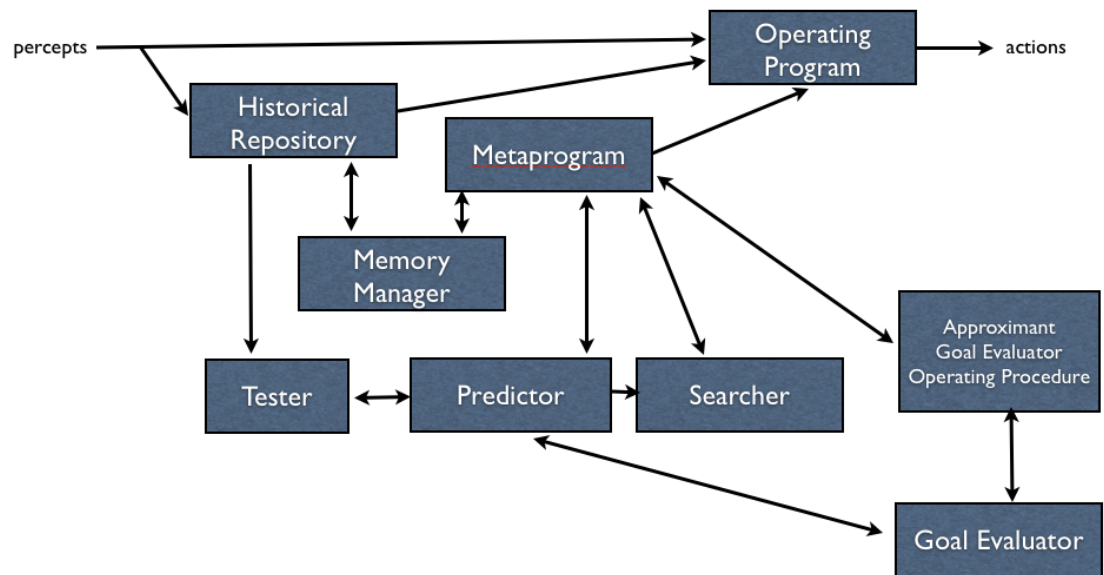 percepts
Operating
Program
actions
Historical
Repository
Metaprogram
Memory
Manager
Approximant
Goal Evaluator
Operating Procedure
Tester
Predictor
Searcher
Goal Evaluator